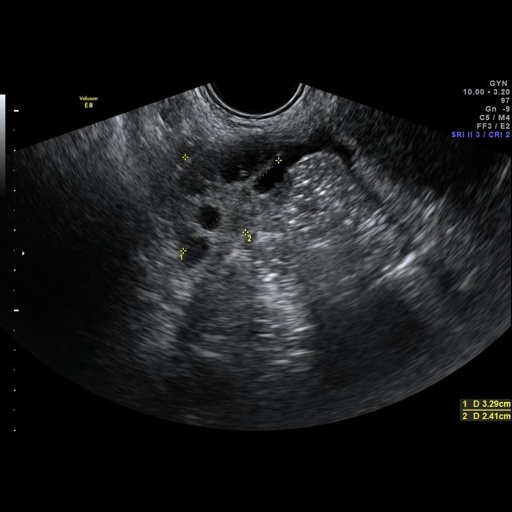 Voluson
E8
GYN
10.00 - 3.20
97
Gn -9
C5 / M4
FF3 / E2
SRI II 3 / CRI 2
1
2
1 D 3.29cm
2 D 2.41cm